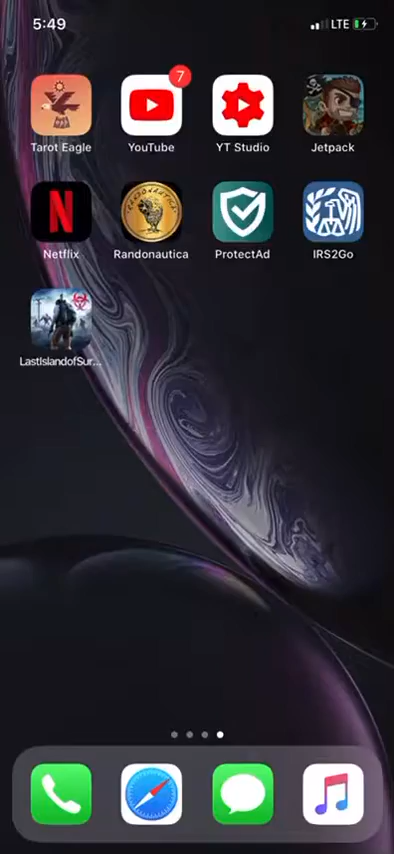 5:49
LTE
7
Tarot Eagle
YouTube
YT Studio
Jetpack
N
Netflix
Randonautica
ProtectAd
IRS2Go
LastIslandofSur...